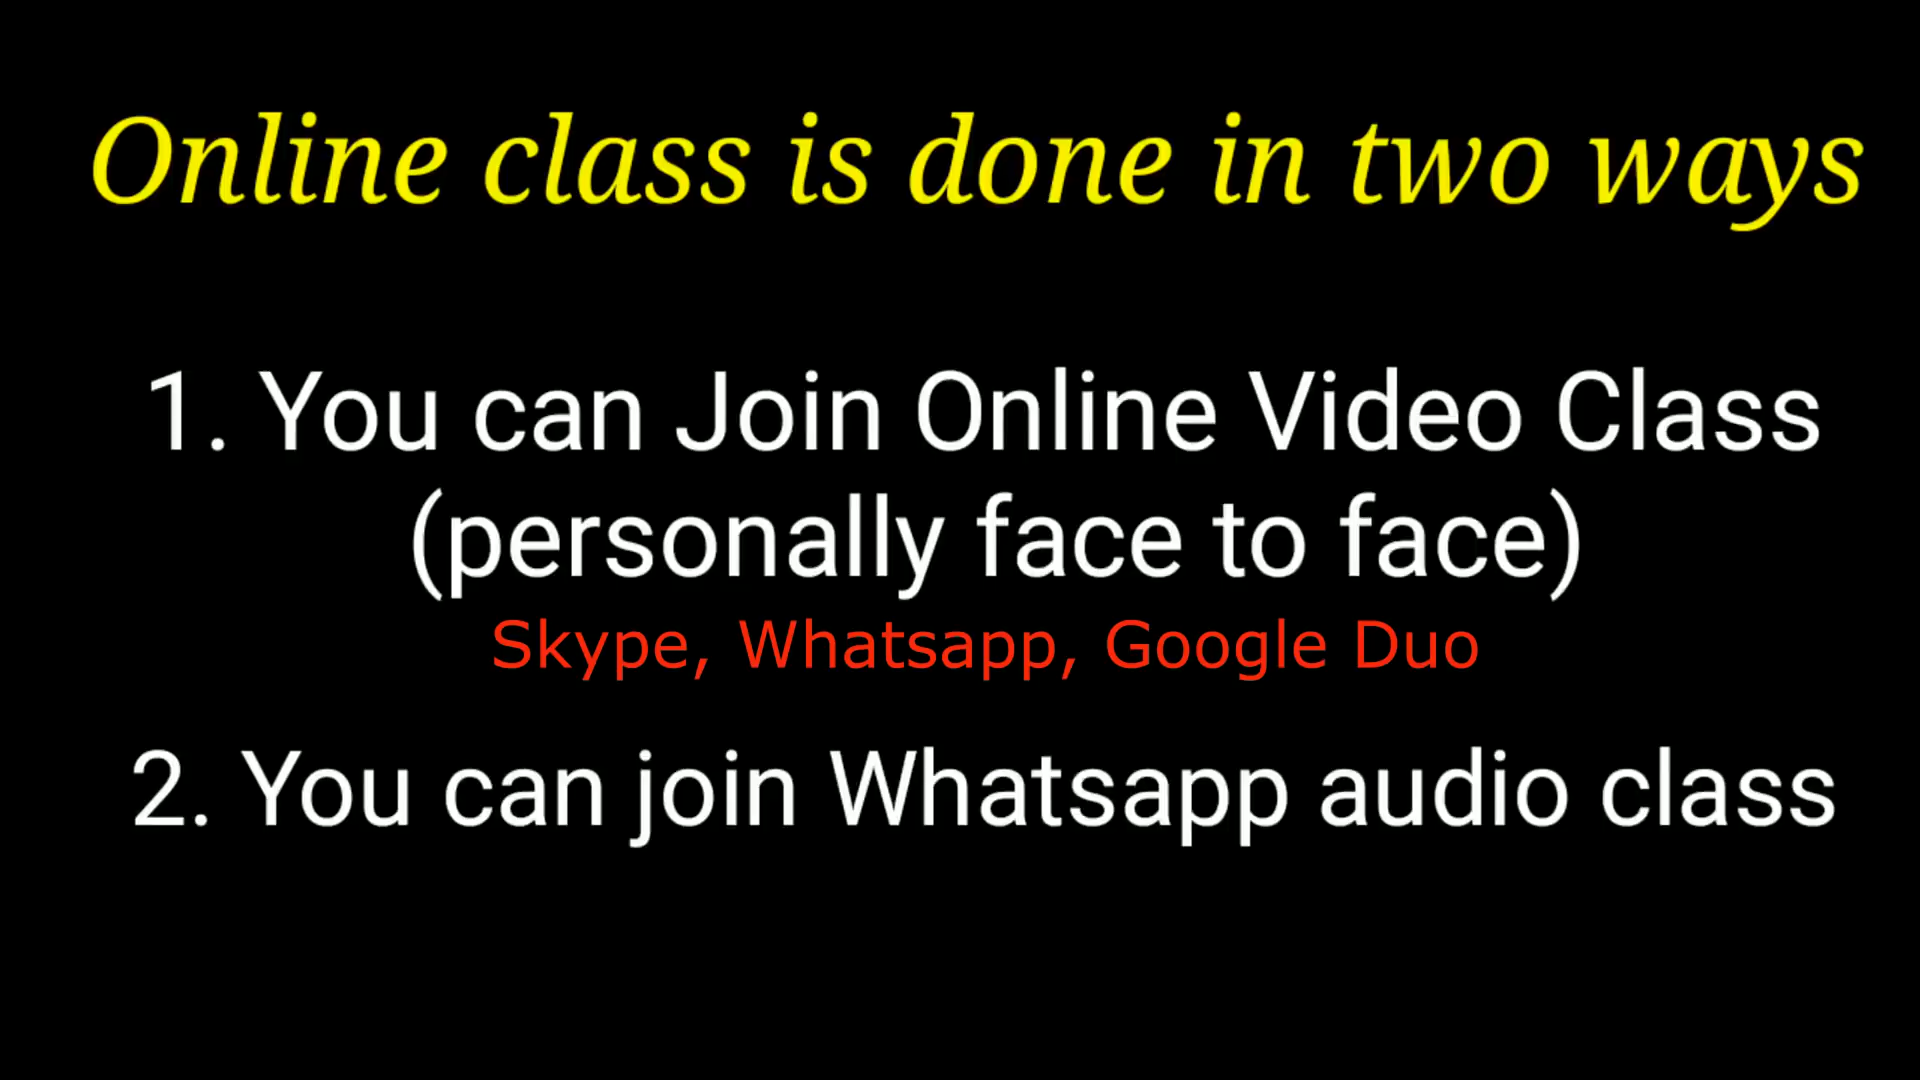 Online class is done in two ways
1. You can Join Online Video Class
(personally face to face)
Skype, Whatsapp, Google Duo
2. You can join Whatsapp audio class